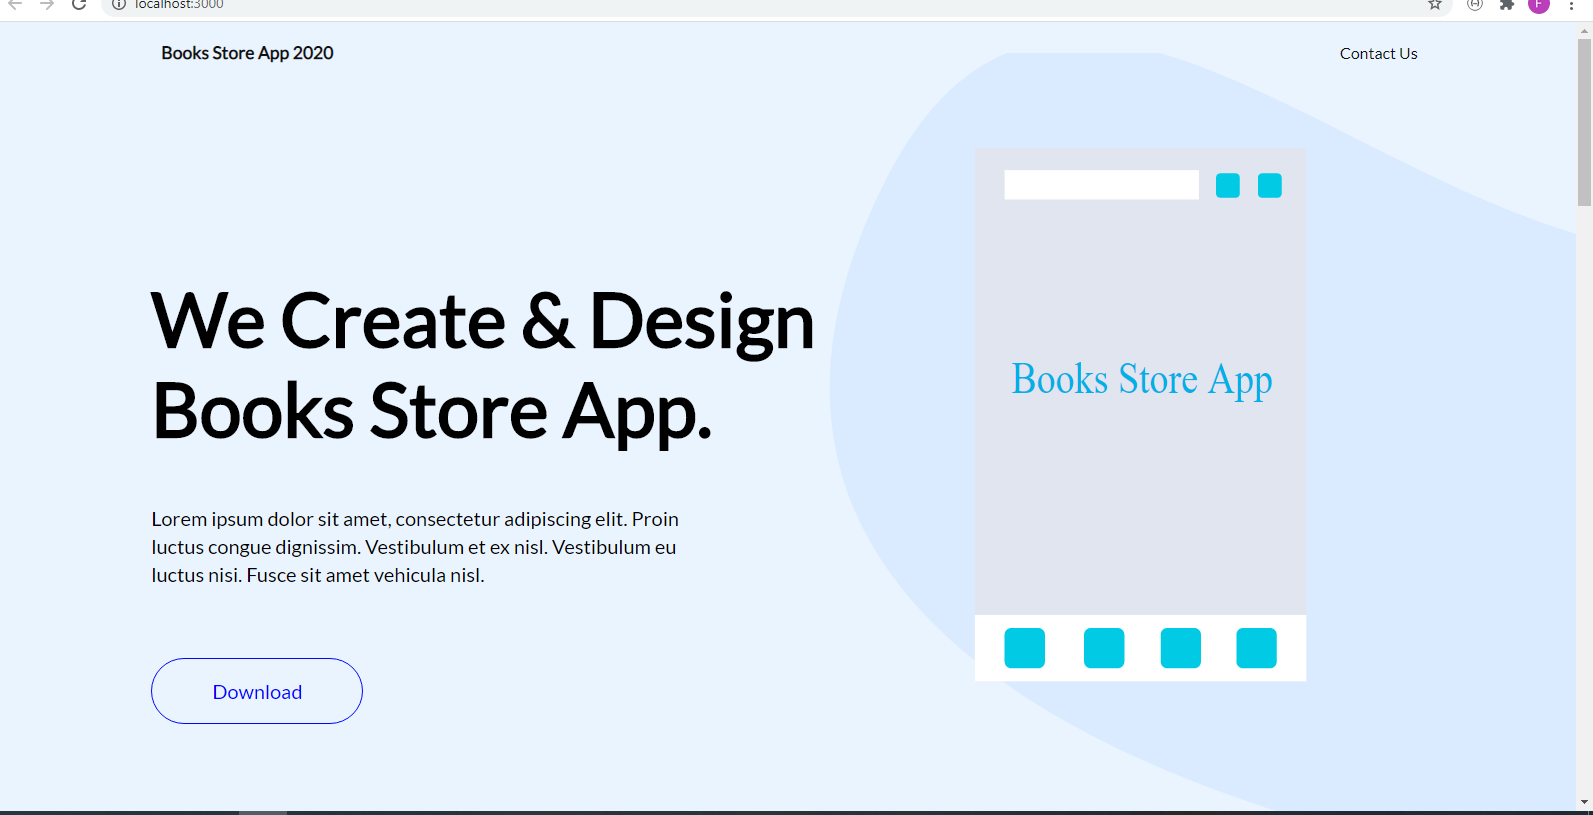 localhost:3000
F
Books Store App 2020
Contact Us
We Create & Design
Books Store App.
Books Store App
Lorem ipsum dolor sit amet, consectetur adipiscing elit. Proin
luctus congue dignissim. Vestibulum et ex nisl. Vestibulum eu
luctus nisi. Fusce sit amet vehicula nisl.
Download